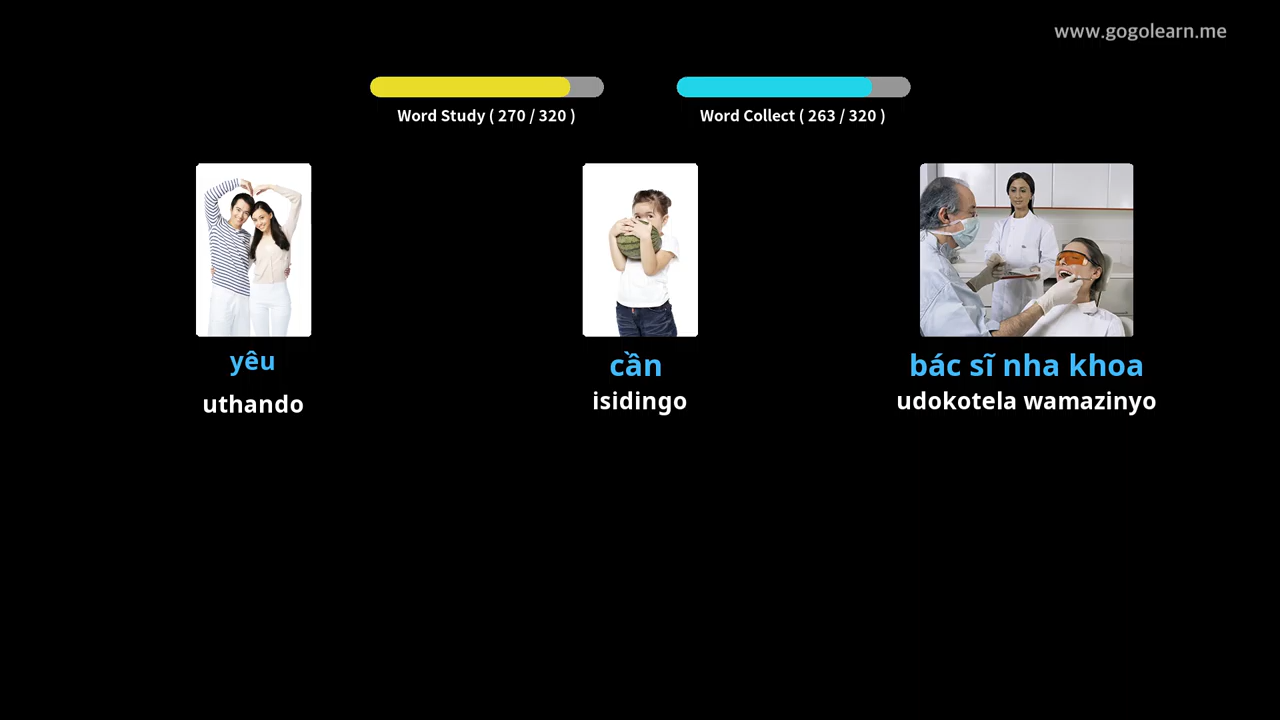 www.gogolearn.me
Word Study ( 270 / 320 )
Word Collect ( 263 / 320 )
yêu
uthando
cần
isidingo
bác sĩ nha khoa
udokotela wamazinyo